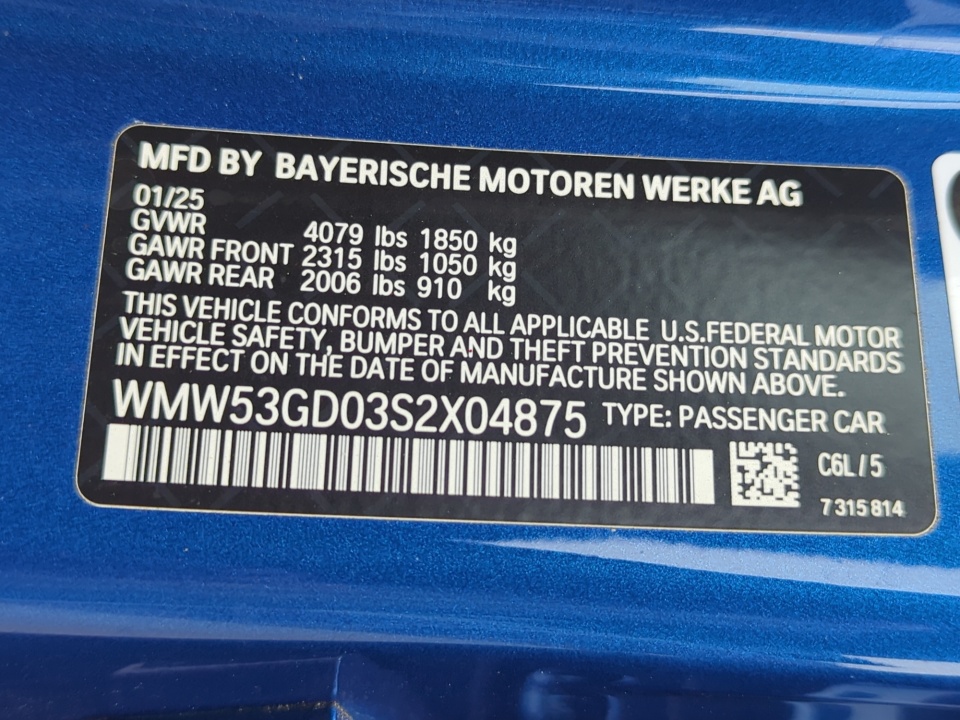 MFD BY BAYERISCHE MOTOREN WERKE AG
01/25
GVWR 4079 lbs 1850 kg
GAWR FRONT 2315 lbs 1050 kg
GAWR REAR 2006 lbs 910 kg
THIS VEHICLE CONFORMS TO ALL APPLICABLE U.S.FEDERAL MOTOR
VEHICLE SAFETY, BUMPER AND THEFT PREVENTION STANDARDS
IN EFFECT ON THE DATE OF MANUFACTURE SHOWN ABOVE.
WMW53GD03S2X04875 TYPE: PASSENGER CAR
C6L/5
7 315 814